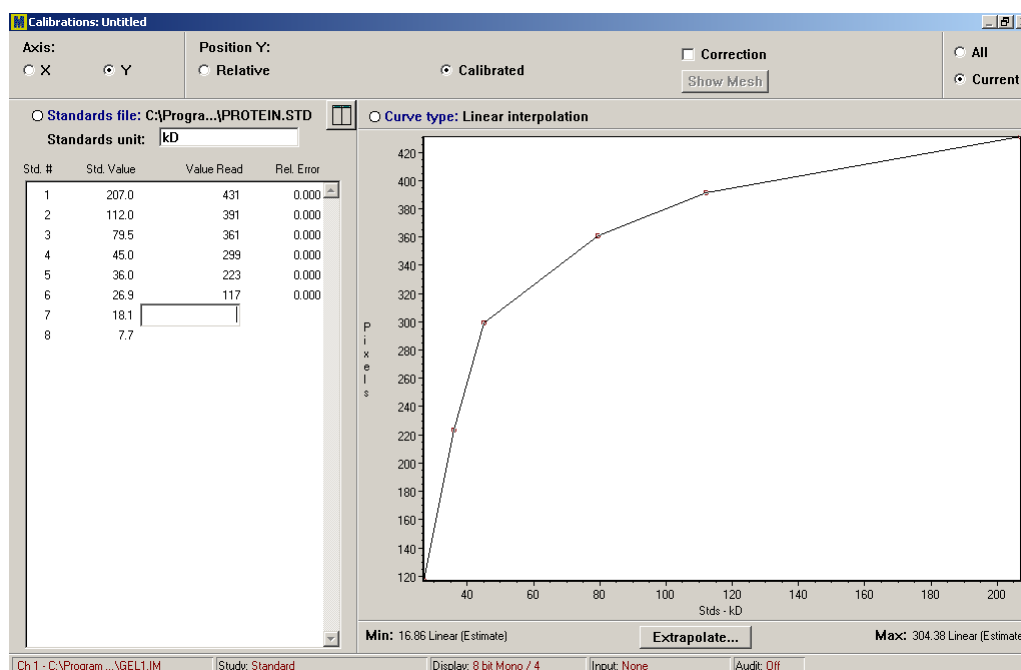 Calibrations: Untitled
Axis:
X
Y
Position Y:
Relative
Calibrated
Correction
Show Mesh
All
Current
Standards file: C:\Progra...\PROTEIN.STD
Standards unit: kD
Std. # Std. Value Value Read Rel. Error
1 207.0 431 0.000
2 112.0 391 0.000
3 79.5 361 0.000
4 45.0 299 0.000
5 36.0 223 0.000
6 26.9 117 0.000
7 18.1
8 7.7
Curve type: Linear interpolation
420
400
380
360
340
320
300
280
260
240
220
200
180
160
140
120
Pixels
40 60 80 100 120 140 160 180 200
Stds - kD
Min: 16.86 Linear (Estimate)
Extrapolate...
Max: 304.38 Linear (Estimate
Ch 1 - C:\Program ...\GEL1.IM
Study: Standard
Display: 8 bit Mono / 4
Input: None
Audit: Off